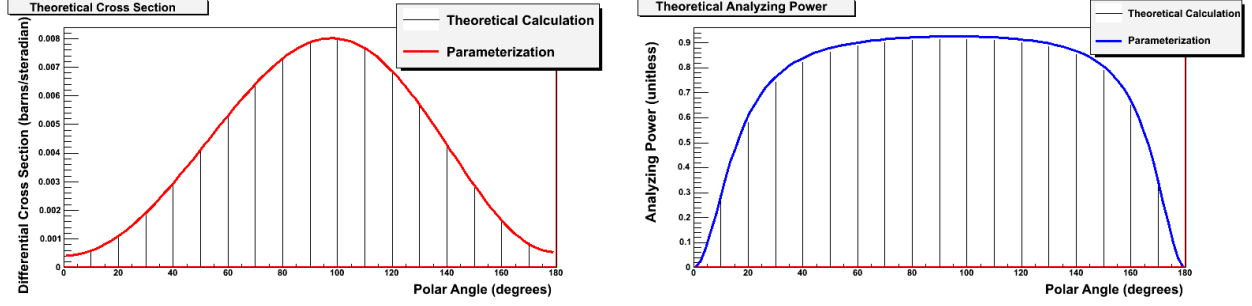 Theoretical Cross Section
Theoretical Calculation
Parameterization
Differential Cross Section (barns/steradian)
0.008
0.007
0.006
0.005
0.004
0.003
0.002
0.001
0
0 20 40 60 80 100 120 140 160 180
Polar Angle (degrees)
Theoretical Analyzing Power
Theoretical Calculation
Parameterization
Analyzing Power (unitless)
0.9
0.8
0.7
0.6
0.5
0.4
0.3
0.2
0.1
0
0 20 40 60 80 100 120 140 160 180
Polar Angle (degrees)